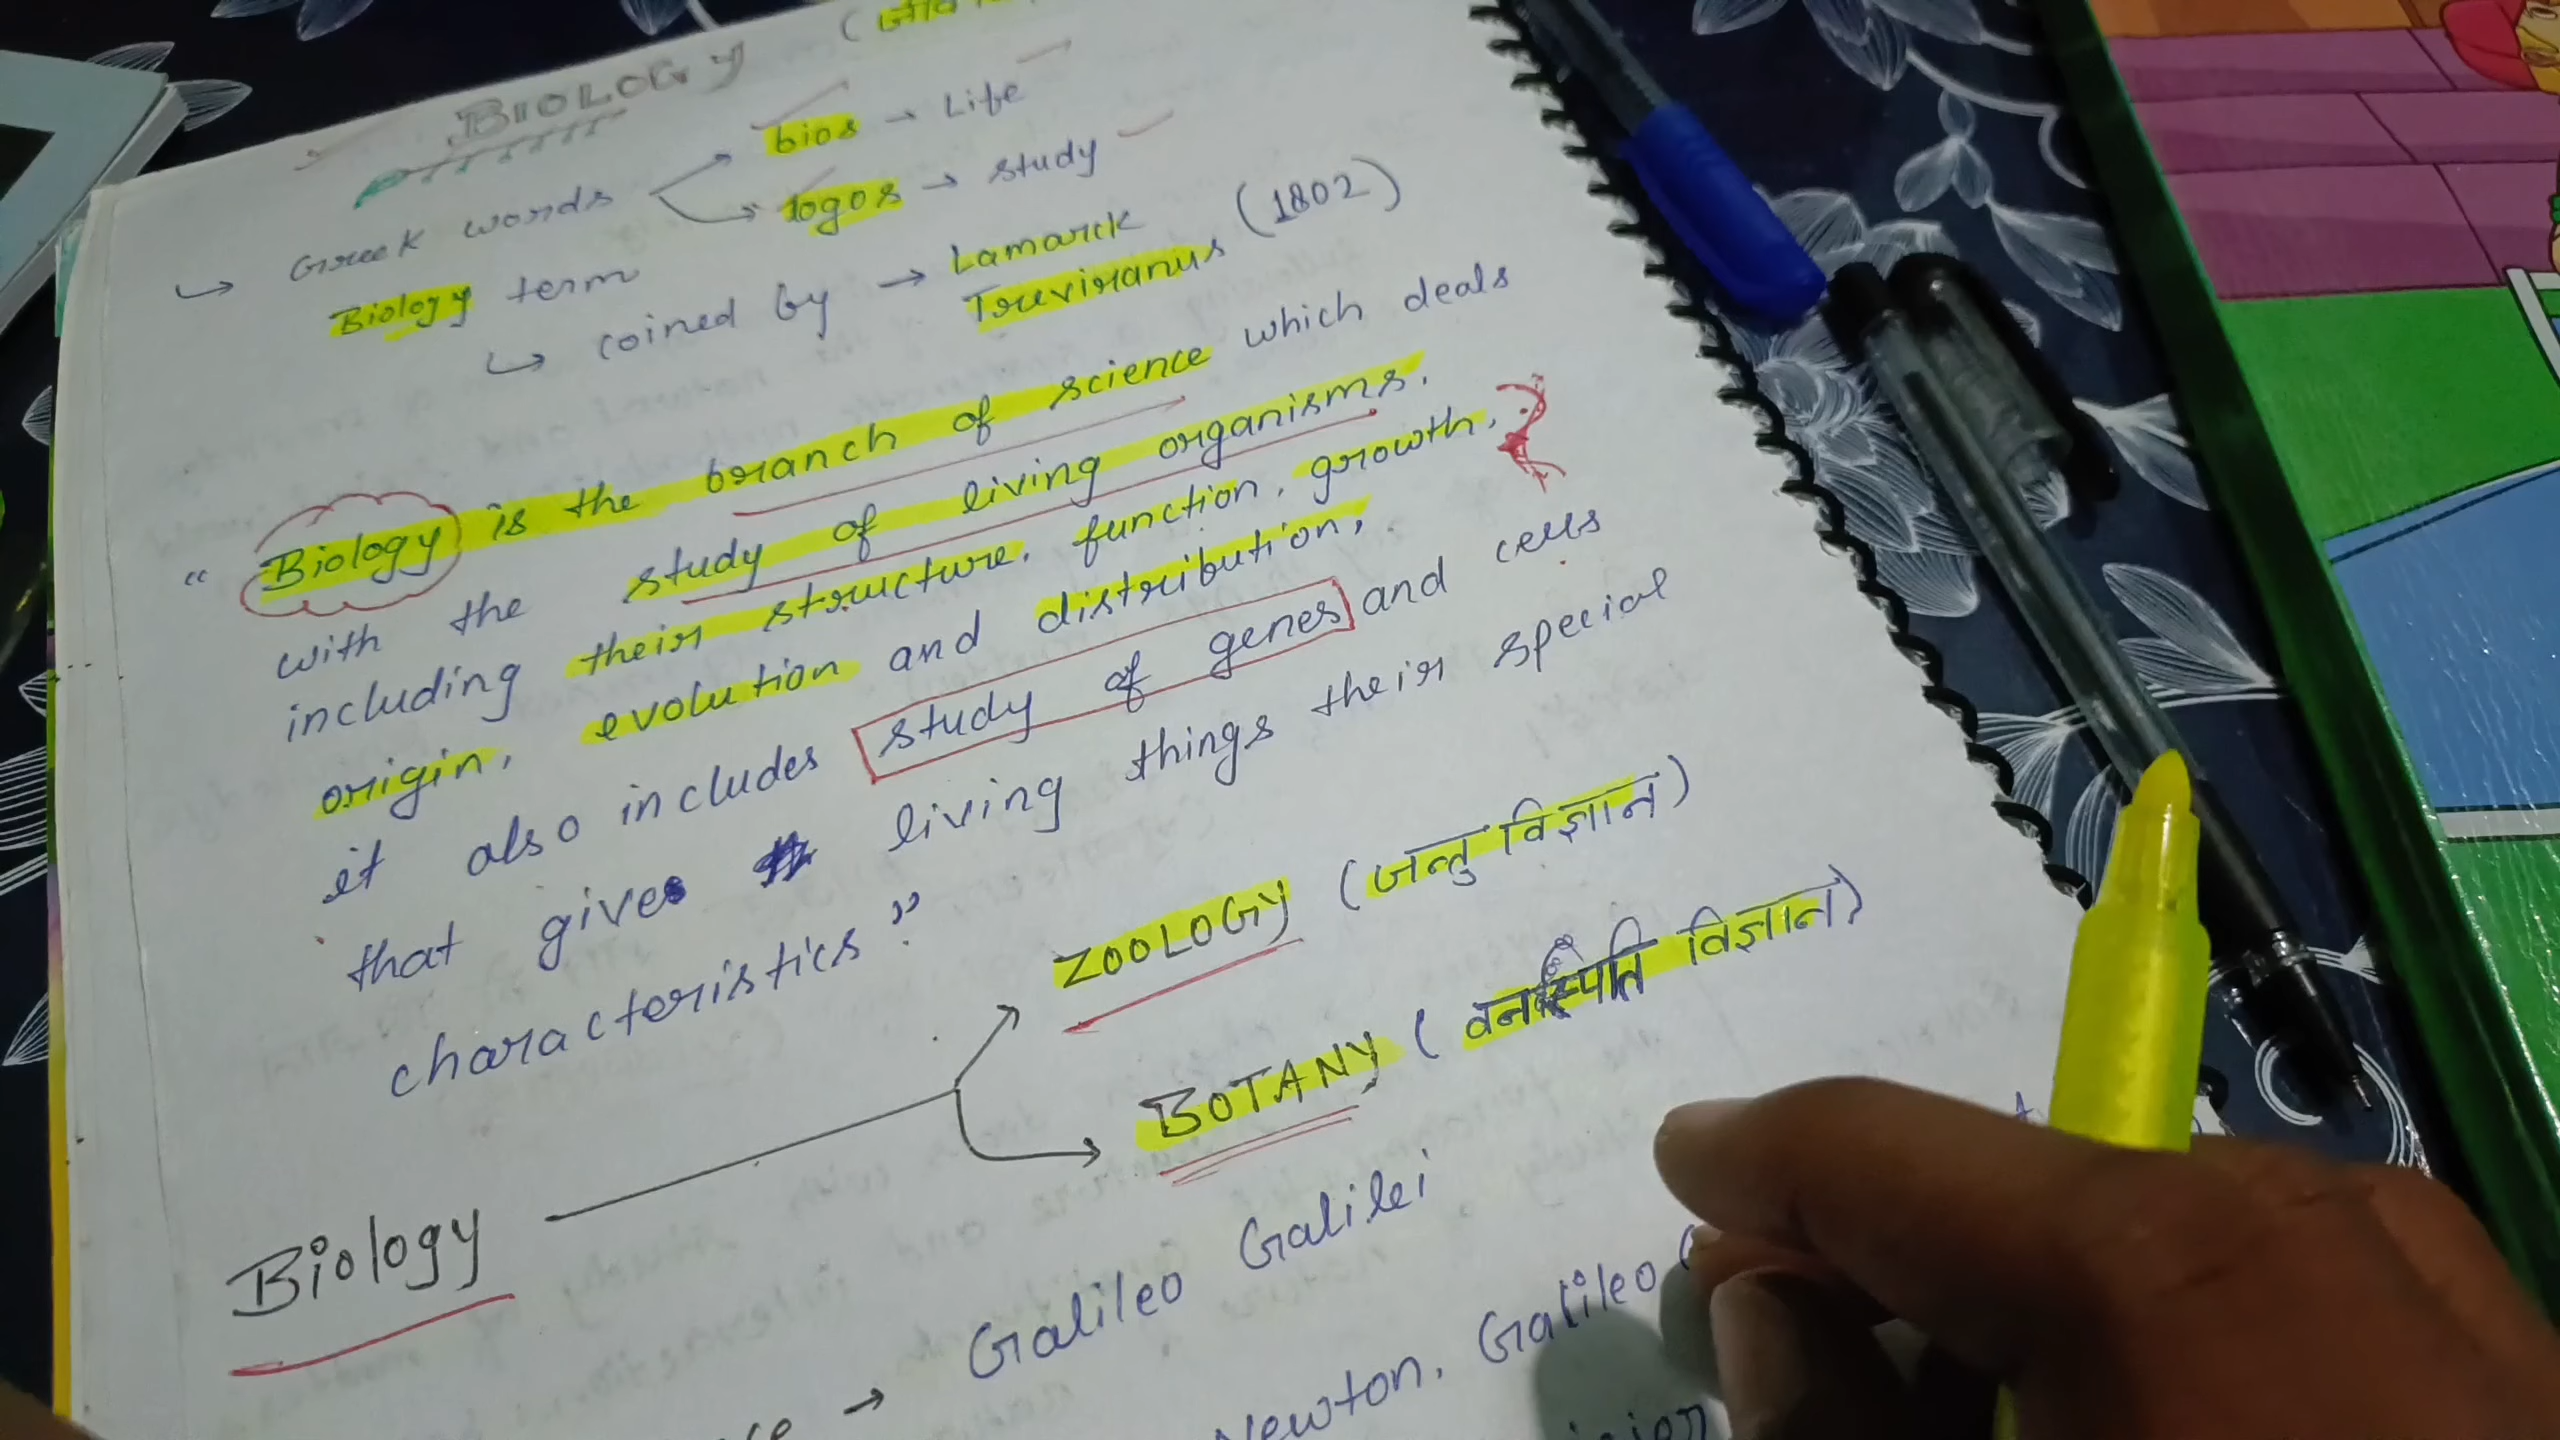 BIOLOGY
→ Greek words → bios → Life
→ logos → study
Biology term
↳ coined by → Lamarck
Treviranus (1802)
“ Biology is the branch of science which deals
with the study of living organisms.
including their structure, function, growth,
origin, evolution and distribution,
it also includes study of genes and cells
that gives living things their special
characteristics ”
Biology → ZOOLOGY (जन्तु विज्ञान)
→ BOTANY (वनस्पति विज्ञान)
→ Galileo Galilei
Newton, Galileo